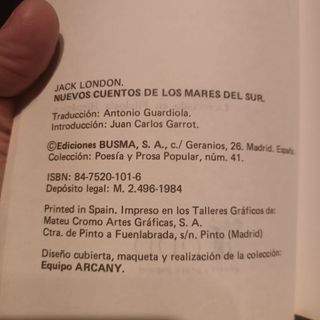 JACK LONDON.
NUEVOS CUENTOS DE LOS MARES DEL SUR.
Traducción: Antonio Guardiola.
Introducción: Juan Carlos Garrot.
©Ediciones BUSMA, S. A., c./ Geranios, 26. Madrid. España
Colección: Poesía y Prosa Popular, núm. 41.
ISBN: 84-7520-101-6
Depósito legal: M. 2.496-1984
Printed in Spain. Impreso en los Talleres Gráficos de:
Mateu Cromo Artes Gráficas, S. A.
Ctra. de Pinto a Fuenlabrada, s/n. Pinto (Madrid)
Diseño cubierta, maqueta y realización de la colección:
Equipo ARCANY.